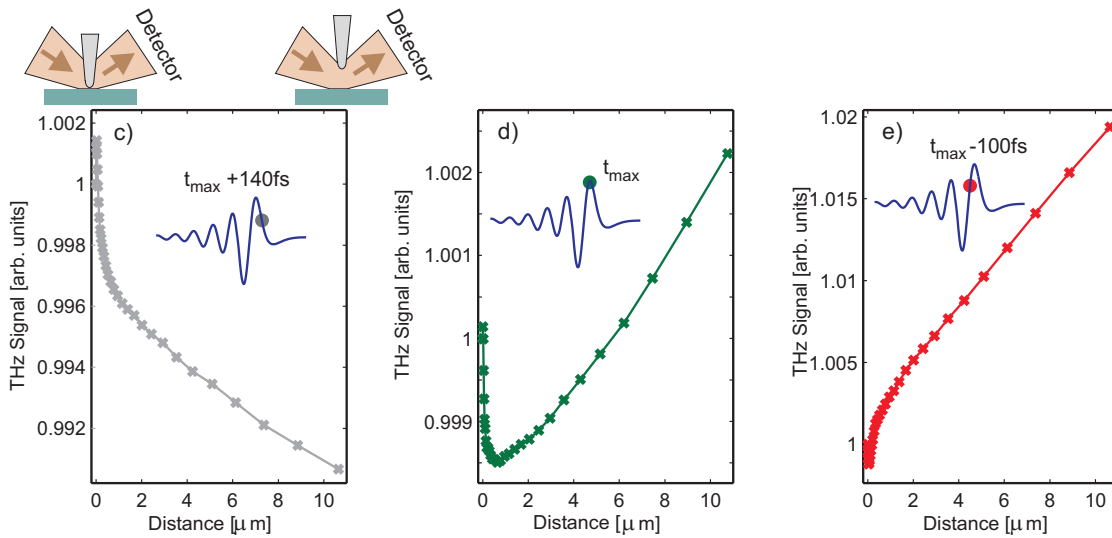 Detector
Detector
c)
t_max +140fs
1.002
1
0.998
0.996
0.994
0.992
THz Signal [arb. units]
0 2 4 6 8 10
Distance [μ m]
d)
t_max
1.002
1.001
1
0.999
THz Signal [arb. units]
0 2 4 6 8 10
Distance [μ m]
e)
t_max -100fs
1.02
1.015
1.01
1.005
1
THz Signal [arb. units]
0 2 4 6 8 10
Distance [μ m]